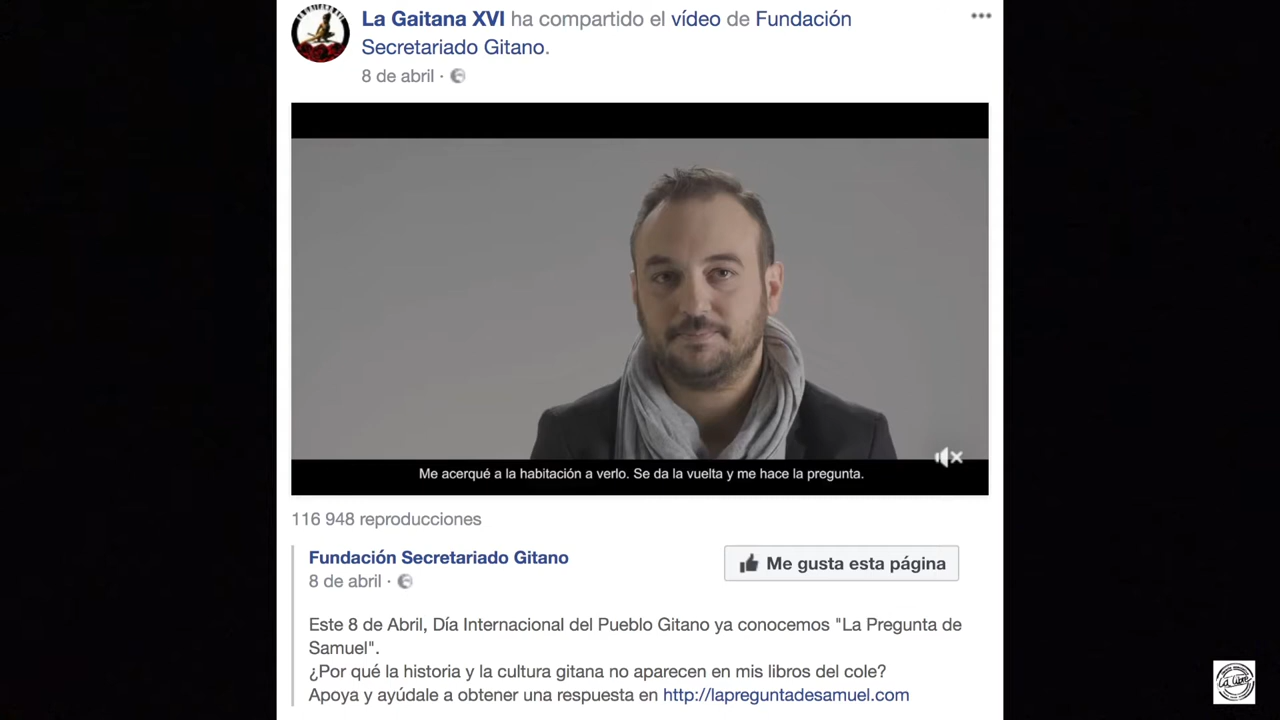 La Gaitana XVI ha compartido el vídeo de Fundación
Secretariado Gitano.
8 de abril ·
Me acerqué a la habitación a verlo. Se da la vuelta y me hace la pregunta.
116 948 reproducciones
Fundación Secretariado Gitano
Me gusta esta página
8 de abril ·
Este 8 de Abril, Día Internacional del Pueblo Gitano ya conocemos "La Pregunta de
Samuel".
¿Por qué la historia y la cultura gitana no aparecen en mis libros del cole?
Apoya y ayúdale a obtener una respuesta en http://lapreguntadesamuel.com